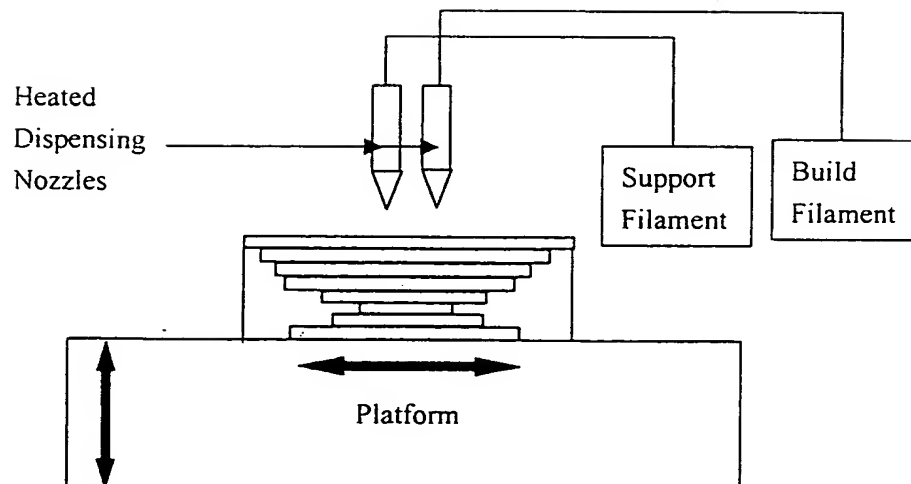 Heated
Dispensing
Nozzles
Support
Filament
Build
Filament
Platform